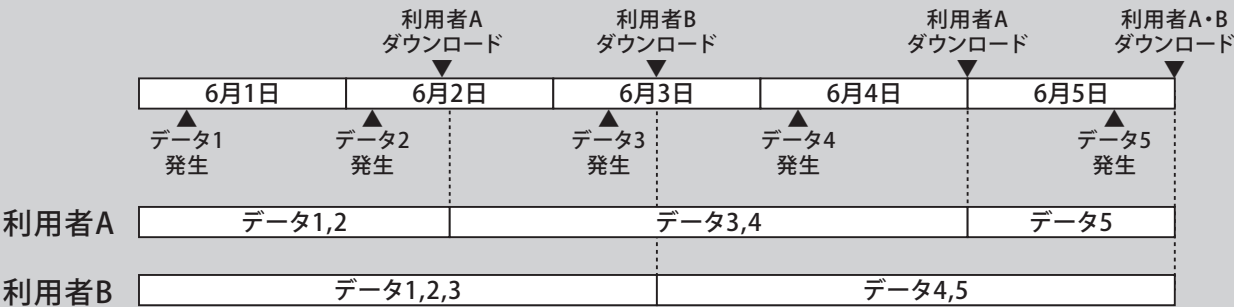 利用者A
ダウンロード
利用者B
ダウンロード
利用者A
ダウンロード
利用者A・B
ダウンロード
6月1日
6月2日
6月3日
6月4日
6月5日
データ1
発生
データ2
発生
データ3
発生
データ4
発生
データ5
発生
利用者A
データ1,2
データ3,4
データ5
利用者B
データ1,2,3
データ4,5